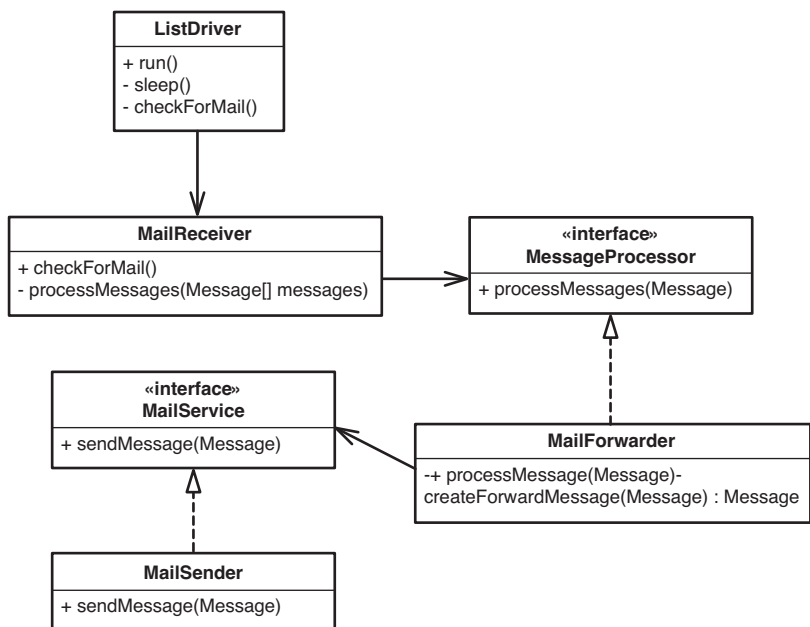 ListDriver
+ run()
- sleep()
- checkForMail()
MailReceiver
+ checkForMail()
- processMessages(Message[] messages)
«interface»
MessageProcessor
+ processMessages(Message)
«interface»
MailService
+ sendMessage(Message)
MailForwarder
-+ processMessage(Message)-
createForwardMessage(Message) : Message
MailSender
+ sendMessage(Message)